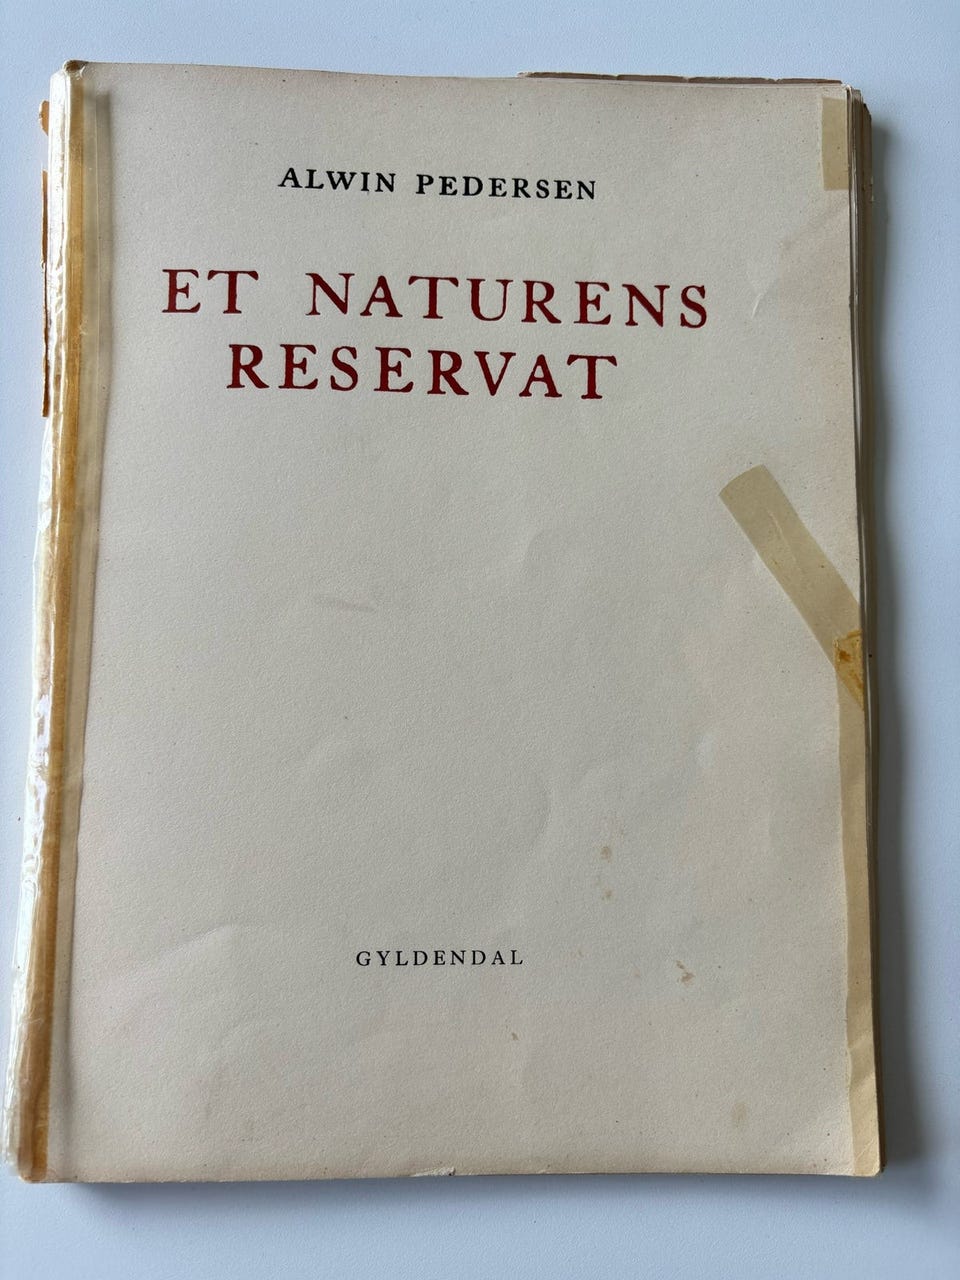 ALWIN PEDERSEN
ET NATURENS
RESERVAT
GYLDENDAL